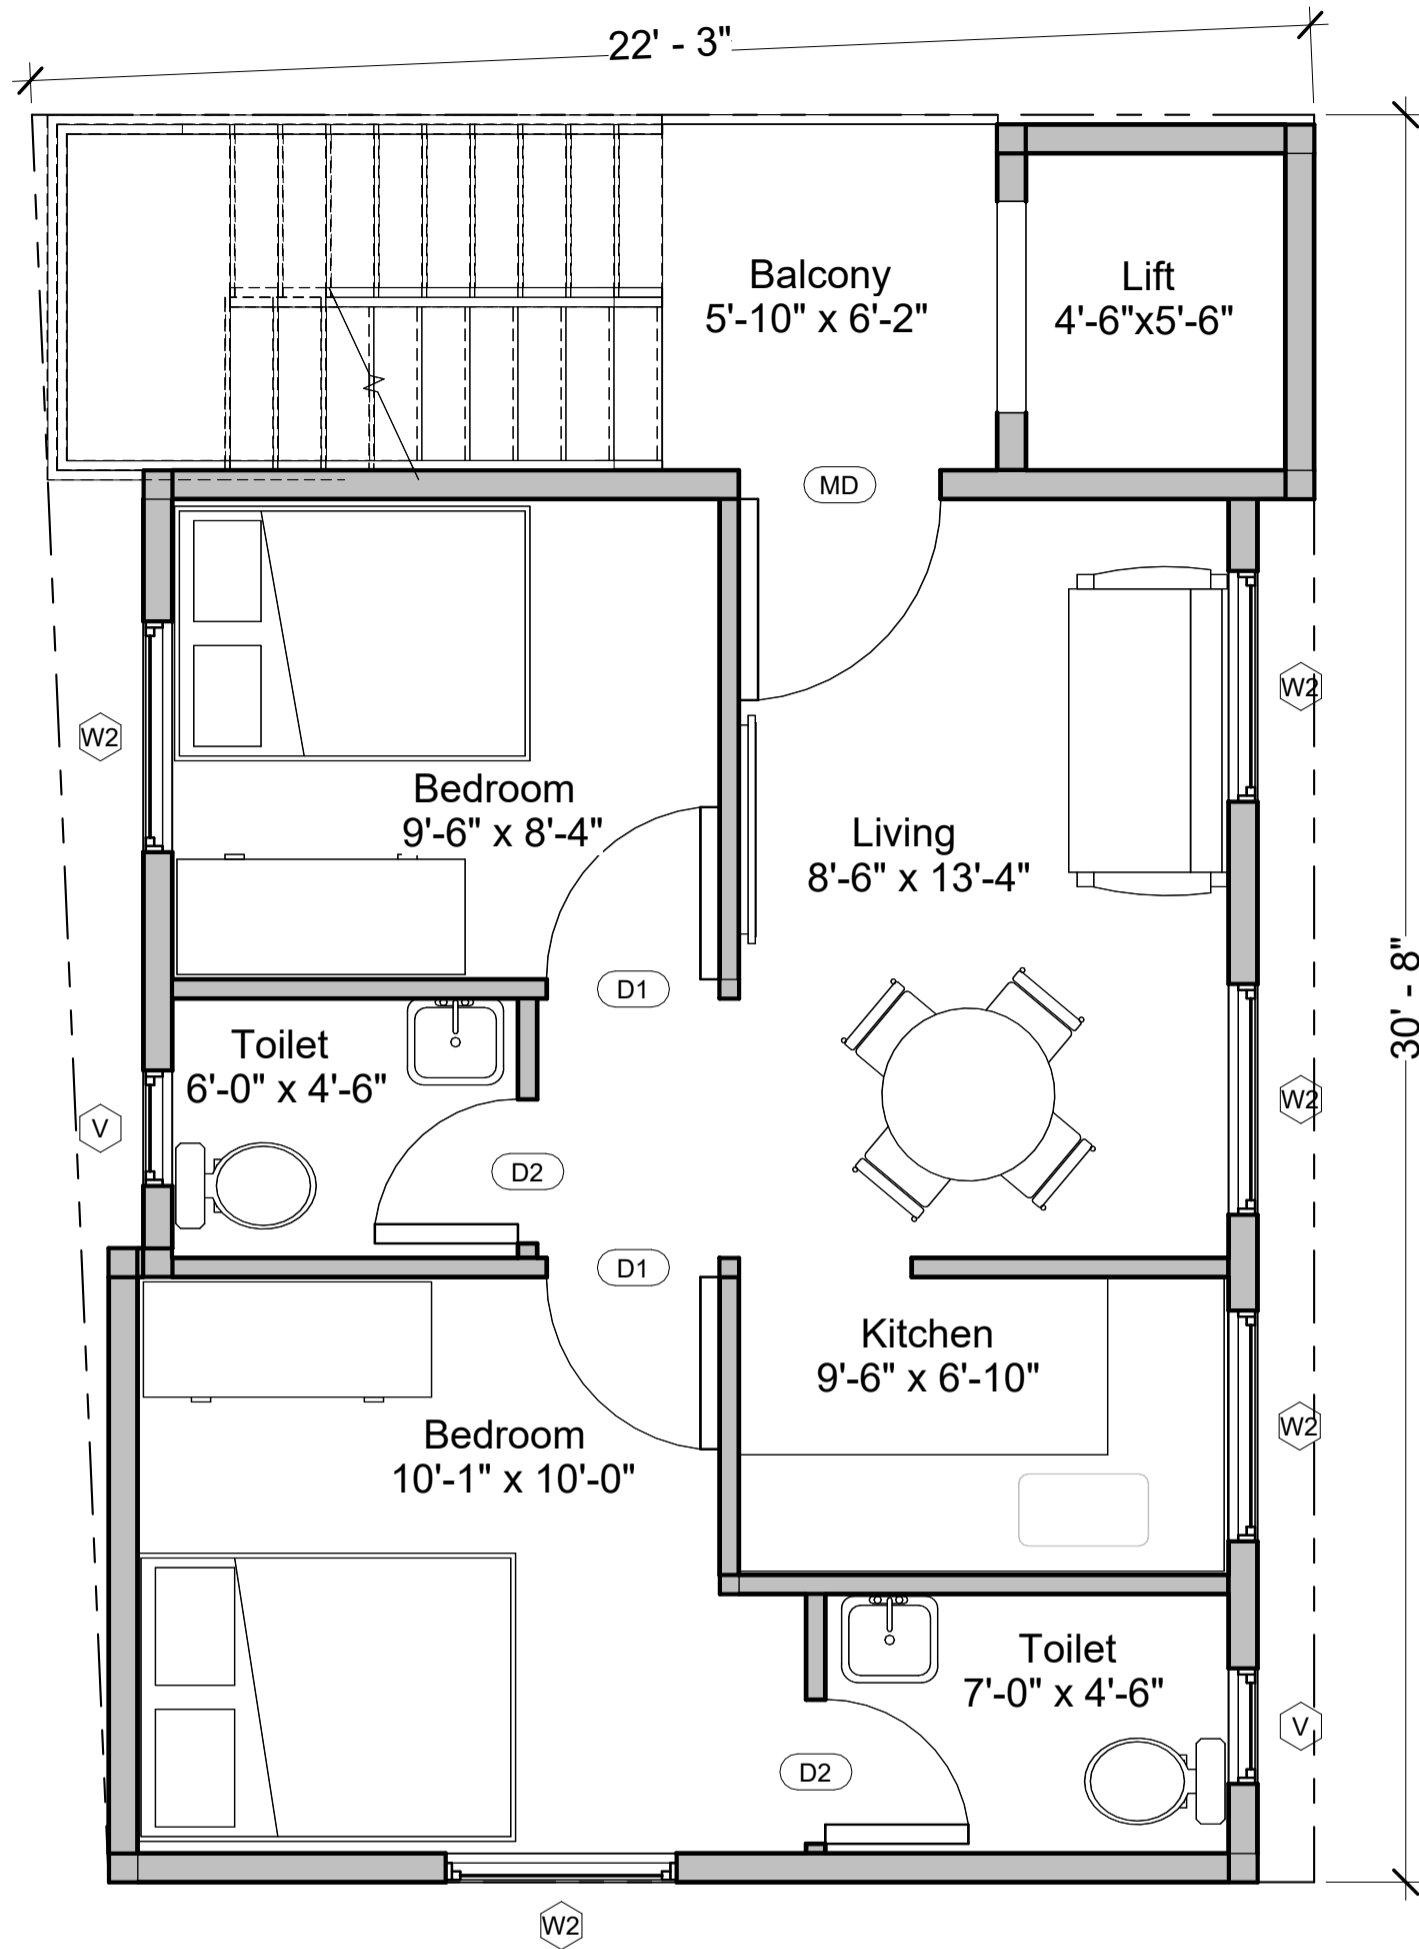 22' - 3"
Balcony
5'-10" x 6'-2"
Lift
4'-6"x5'-6"
MD
W2
W2
Bedroom
9'-6" x 8'-4"
Living
8'-6" x 13'-4"
30' - 8"
D1
Toilet
6'-0" x 4'-6"
W2
V
D2
D1
Kitchen
9'-6" x 6'-10"
W2
Bedroom
10'-1" x 10'-0"
Toilet
7'-0" x 4'-6"
V
D2
W2